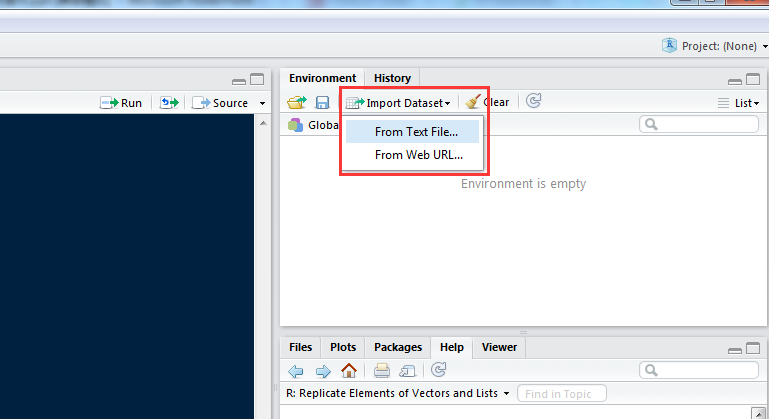 Project: (None)
Environment History
Run Source
Import Dataset Clear List
Globa
From Text File...
From Web URL...
Environment is empty
Files Plots Packages Help Viewer
R: Replicate Elements of Vectors and Lists Find in Topic